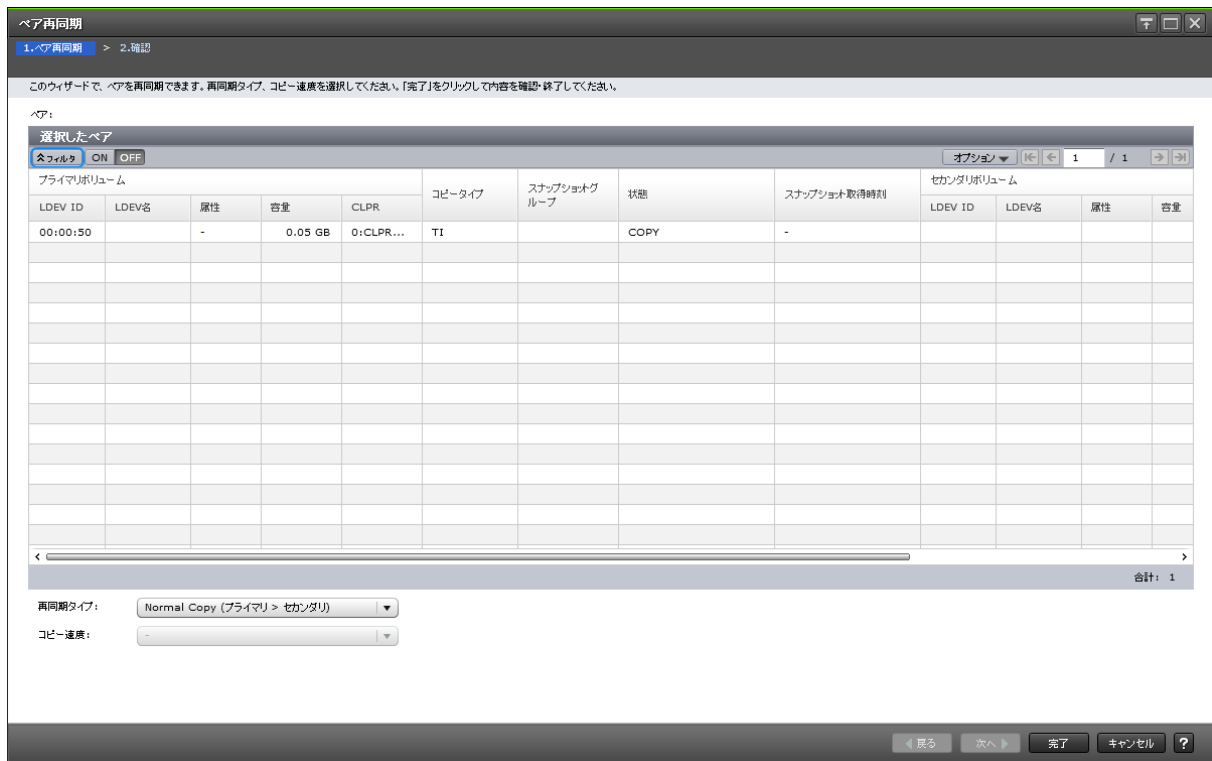 ペア再同期
1.ペア再同期 > 2.確認
このウィザードで、ペアを再同期できます。再同期タイプ、コピー速度を選択してください。「完了」をクリックして内容を確認・終了してください。
ペア:
選択したペア
フィルタ ON OFF オプション 1 / 1
プライマリボリューム コピータイプ スナップショットグループ 状態 スナップショット取得時刻 セカンダリボリューム
LDEV ID LDEV名 属性 容量 CLPR LDEV ID LDEV名 属性 容量
00:00:50 - 0.05 GB 0:CLPR... TI COPY -
合計: 1
再同期タイプ: Normal Copy (プライマリ > セカンダリ)
コピー速度: -
戻る 次へ 完了 キャンセル ?